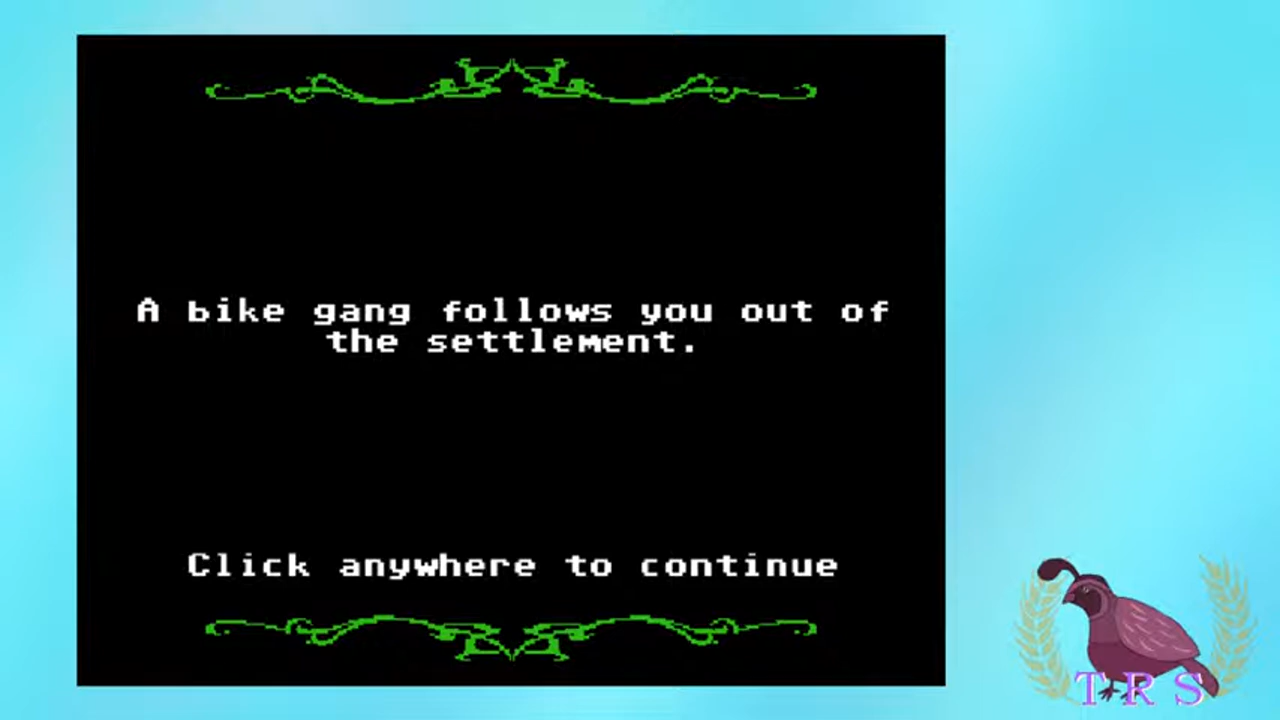 A bike gang follows you out of
the settlement.
Click anywhere to continue
TRS